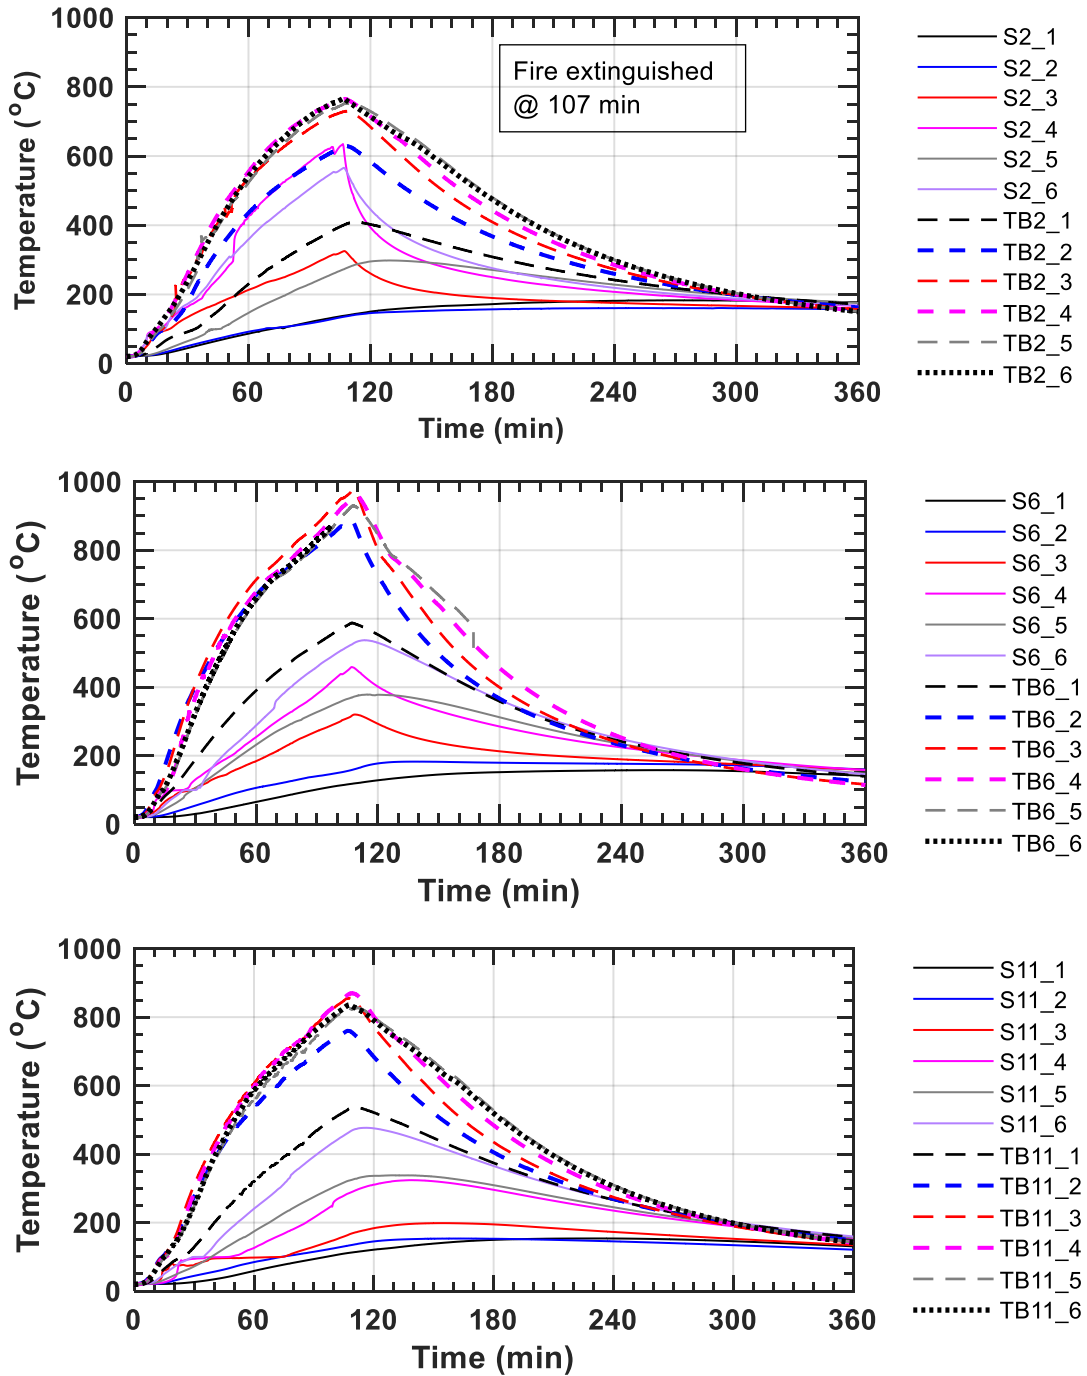 1000
800
600
400
200
0
Temperature (°C)
0 60 120 180 240 300 360
Time (min)
Fire extinguished
@ 107 min
S2_1
S2_2
S2_3
S2_4
S2_5
S2_6
TB2_1
TB2_2
TB2_3
TB2_4
TB2_5
TB2_6
1000
800
600
400
200
0
Temperature (°C)
0 60 120 180 240 300 360
Time (min)
S6_1
S6_2
S6_3
S6_4
S6_5
S6_6
TB6_1
TB6_2
TB6_3
TB6_4
TB6_5
TB6_6
1000
800
600
400
200
0
Temperature (°C)
0 60 120 180 240 300 360
Time (min)
S11_1
S11_2
S11_3
S11_4
S11_5
S11_6
TB11_1
TB11_2
TB11_3
TB11_4
TB11_5
TB11_6